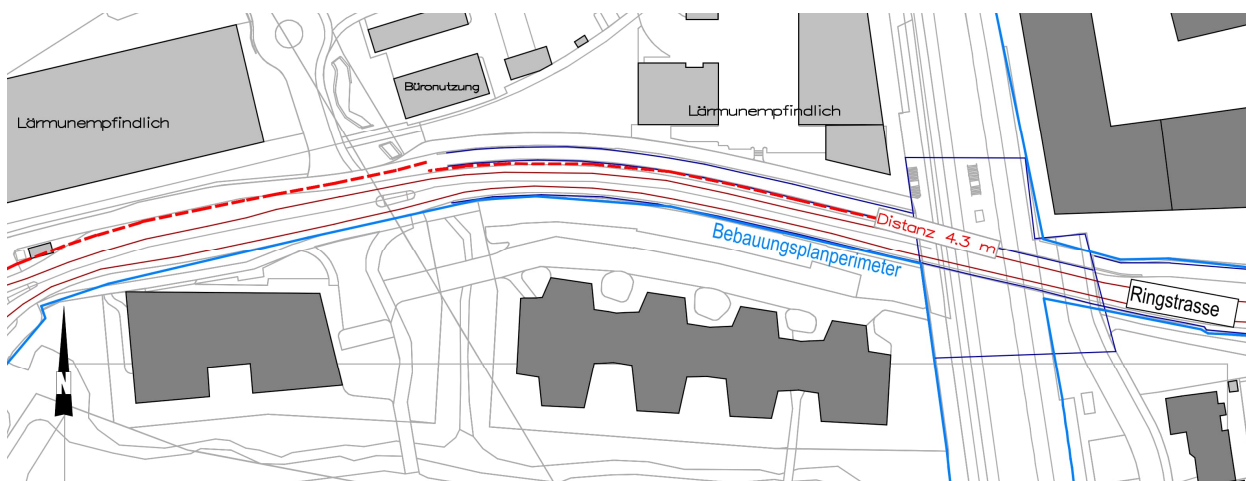 Büronutzung
Lärmunempfindlich
Lärmunempfindlich
Distanz 4.3 m
Bebauungsplanperimeter
Ringstrasse
N